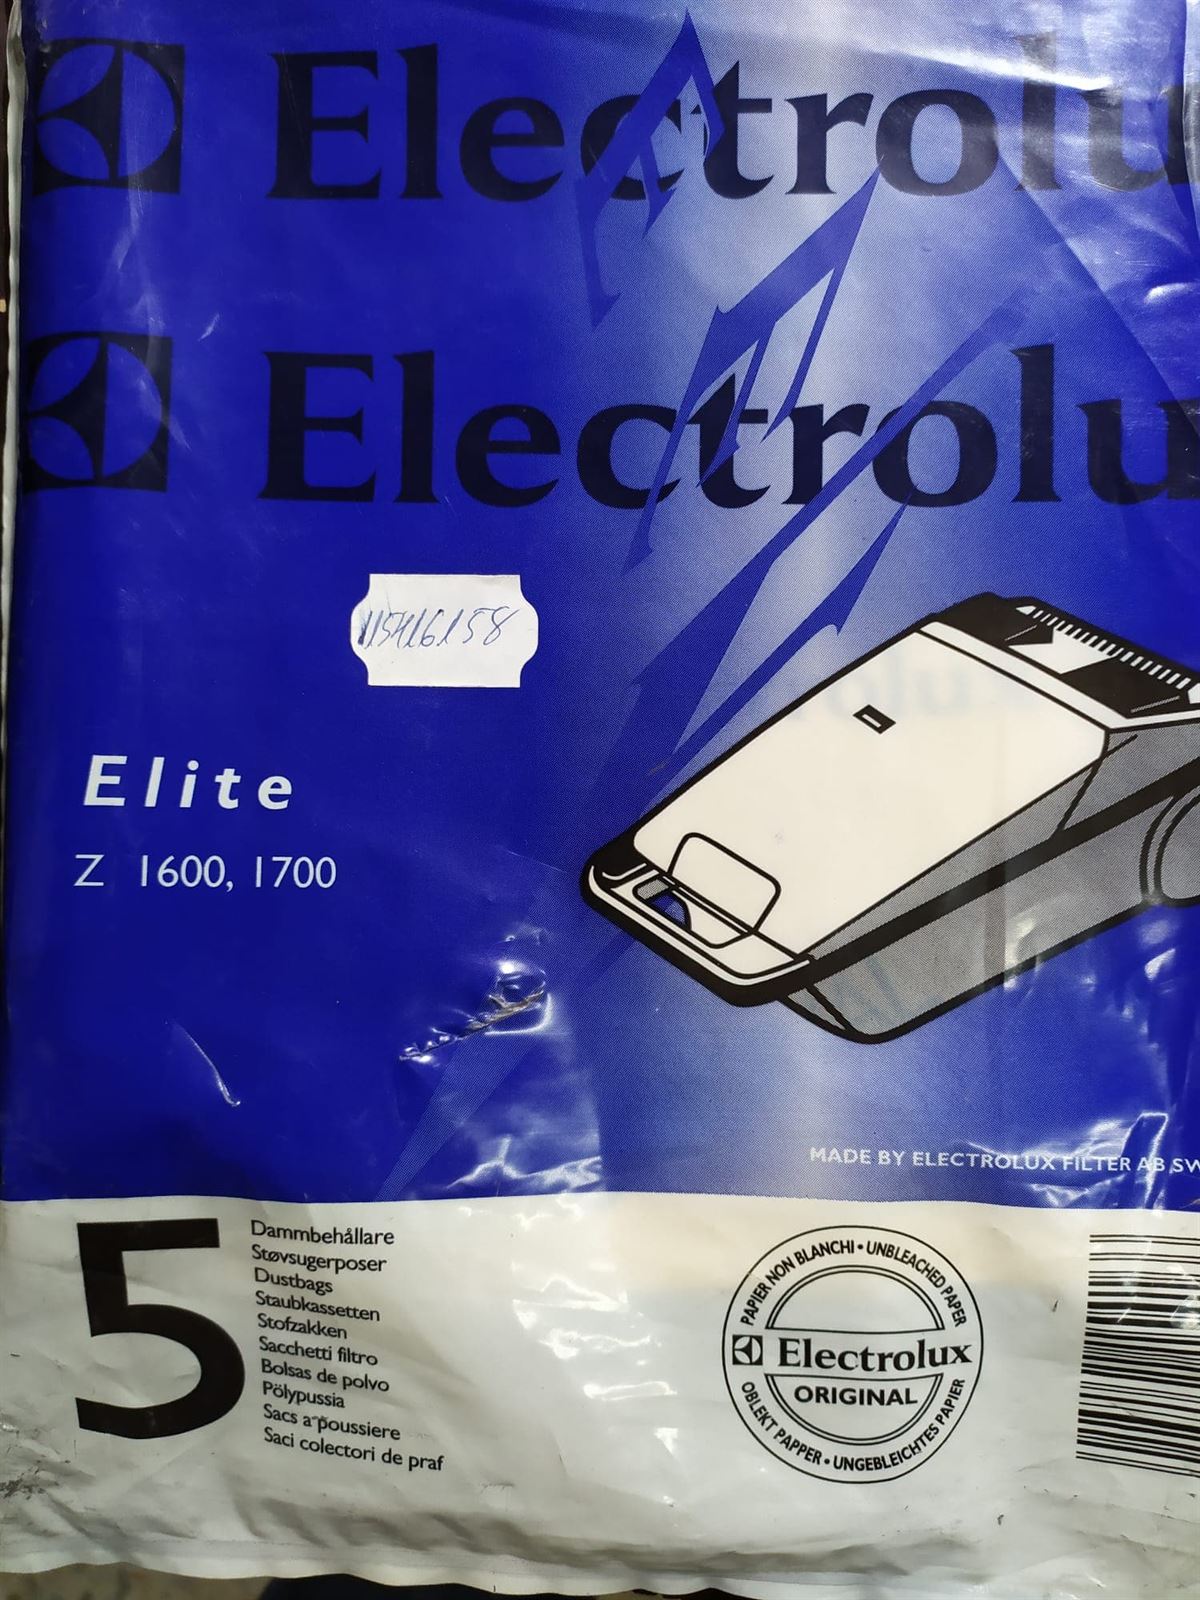 Electrolu
Electrolu
Elite
Z 1600, 1700
MADE BY ELECTROLUX FILTER AB SW
5
Dammbehållare
Støvsugerposer
Dustbags
Staubkassetten
Stofzakken
Sacchetti filtro
Bolsas de polvo
Pölypussia
Sacs a poussiere
Saci colectori de praf
PAPIER NON BLANCHI • UNBLEACHED PAPER
Electrolux
ORIGINAL
OBLEKT PAPPER • UNGEBLEICHTES PAPIER